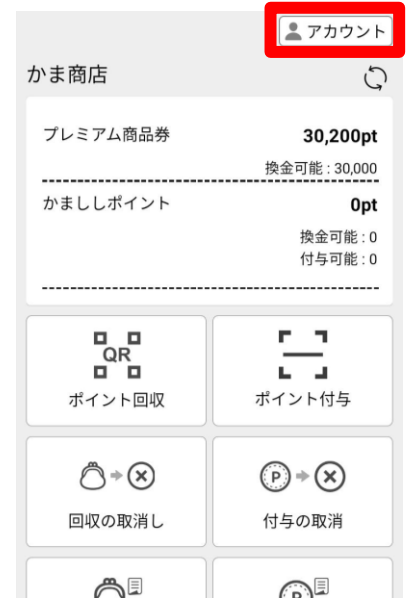 アカウント
かま商店
プレミアム商品券 30,200pt
換金可能 : 30,000
かまししポイント 0pt
換金可能 : 0
付与可能 : 0
QR
ポイント回収 ポイント付与
P
回収の取消し 付与の取消
P